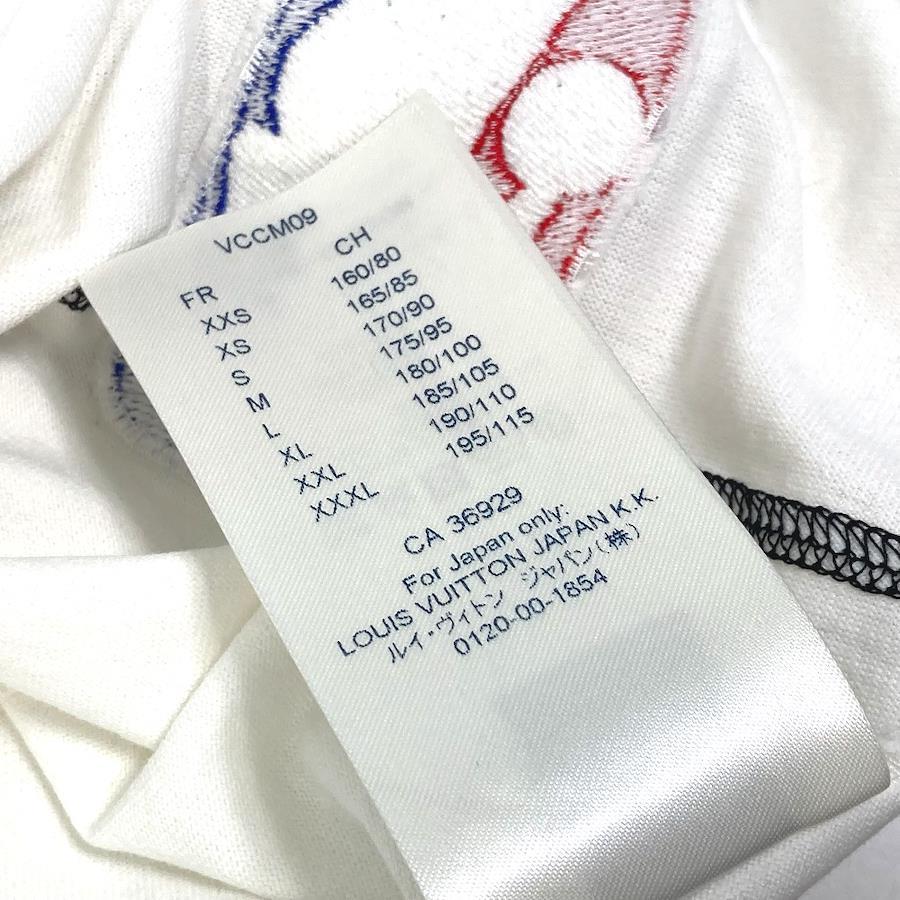 VCCM09
FR CH
XXS 160/80
XS 165/85
S 170/90
M 175/95
L 180/100
XL 185/105
XXL 190/110
XXXL 195/115
CA 36929
For Japan only:
LOUIS VUITTON JAPAN K.K.
ルイ・ヴィトン ジャパン(株)
0120-00-1854